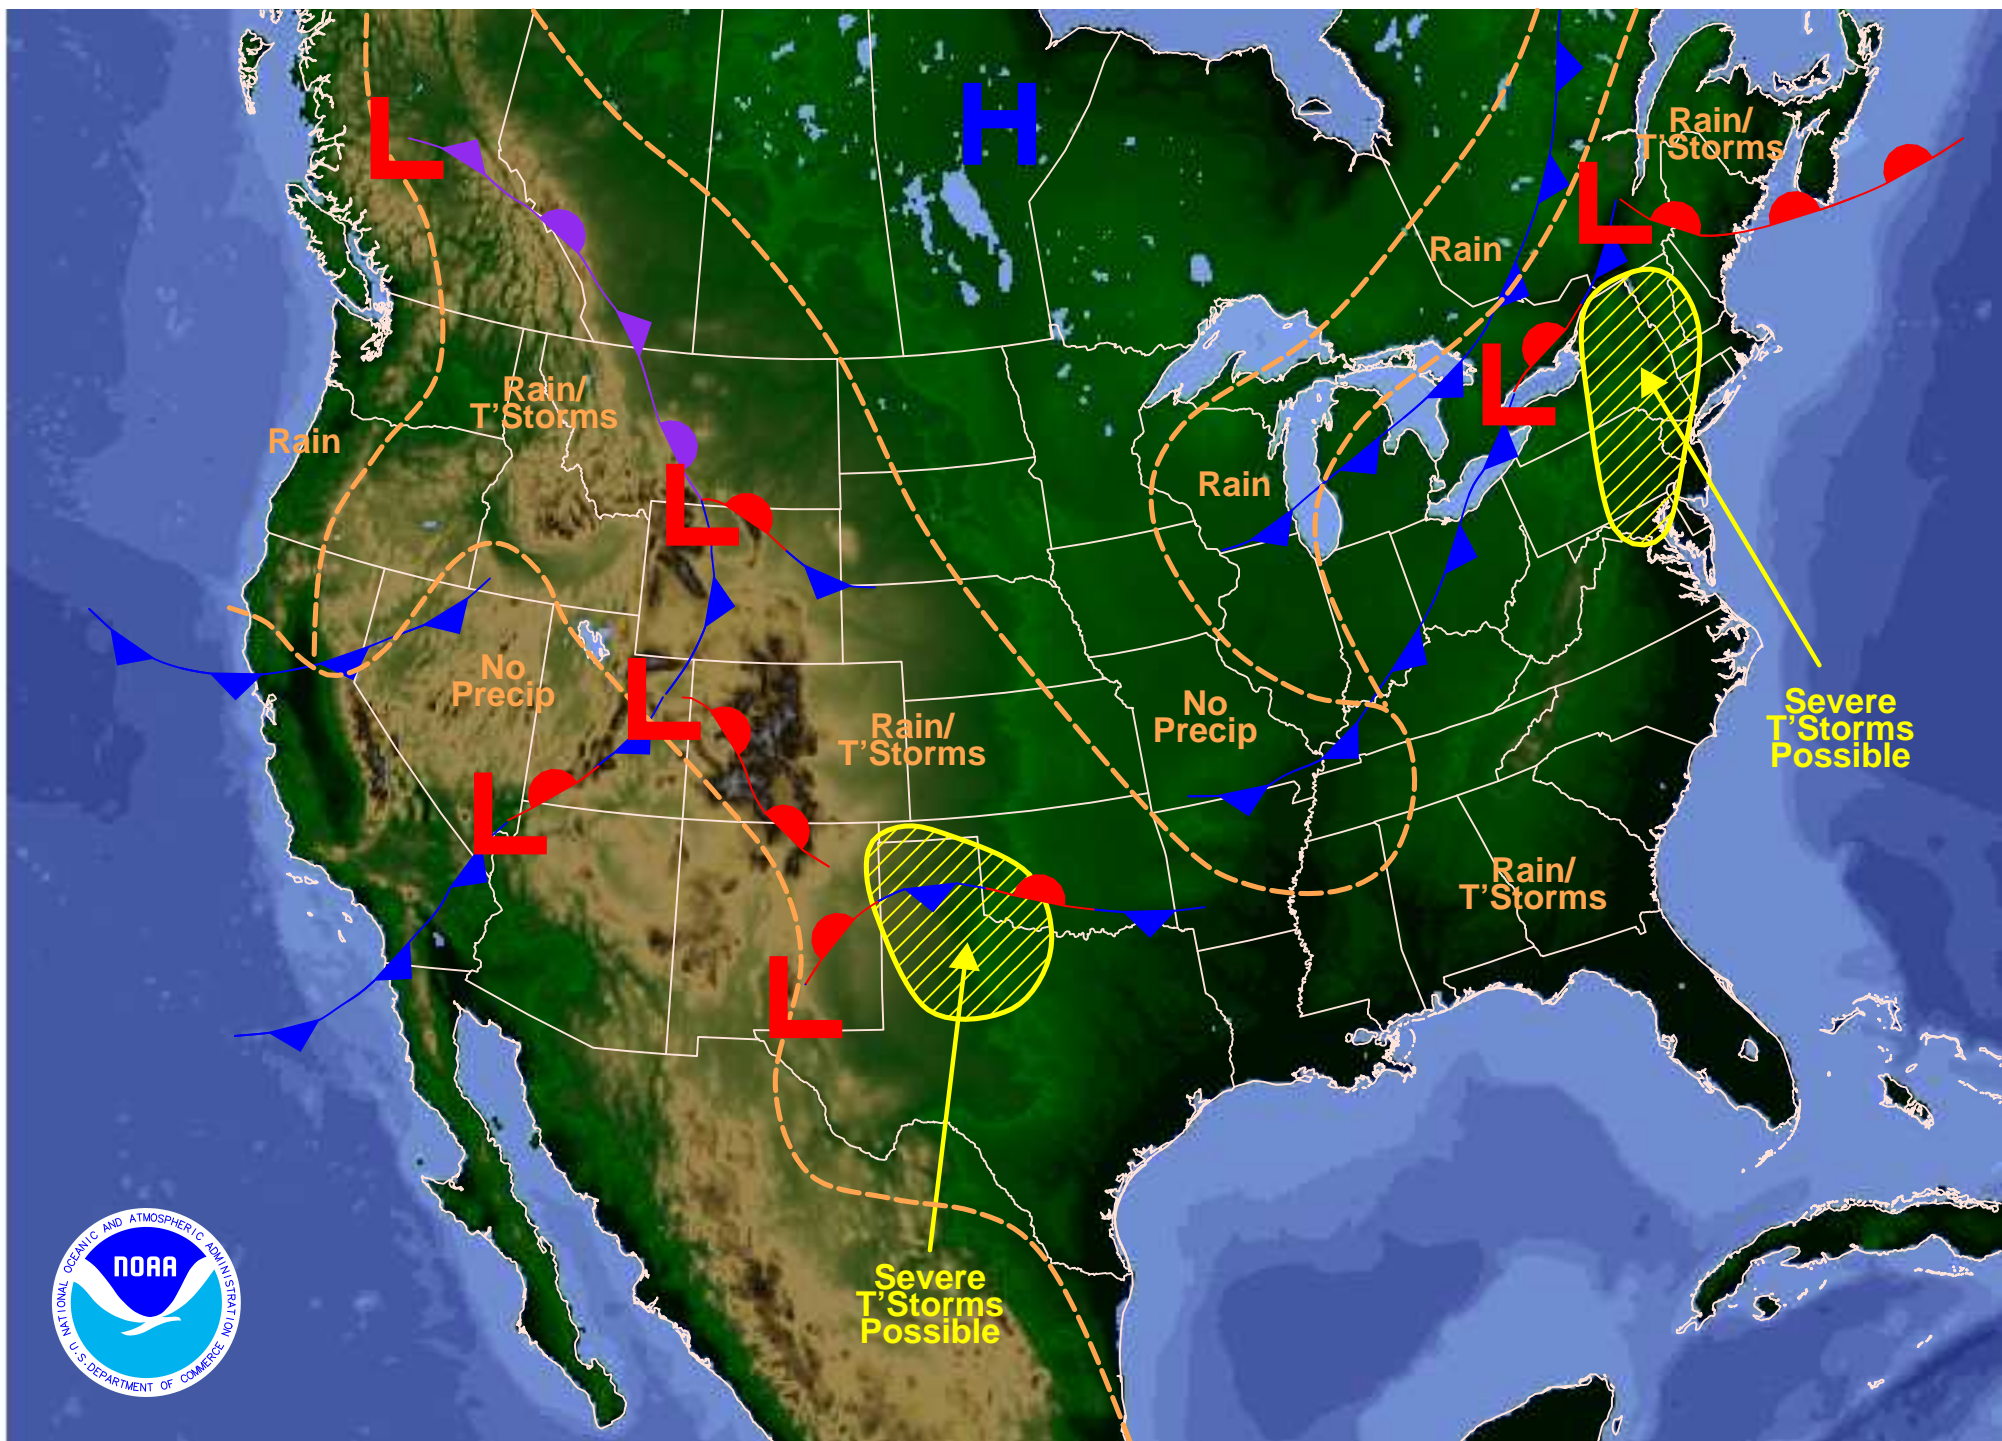 H
Rain/
T'Storms
L
L
Rain
L
Rain/
T'Storms
Rain
Rain
L
No
Precip
L
No
Precip
Rain/
T'Storms
Severe
T'Storms
Possible
L
Rain/
T'Storms
L
Severe
T'Storms
Possible
NATIONAL OCEANIC AND ATMOSPHERIC ADMINISTRATION
NOAA
U.S. DEPARTMENT OF COMMERCE